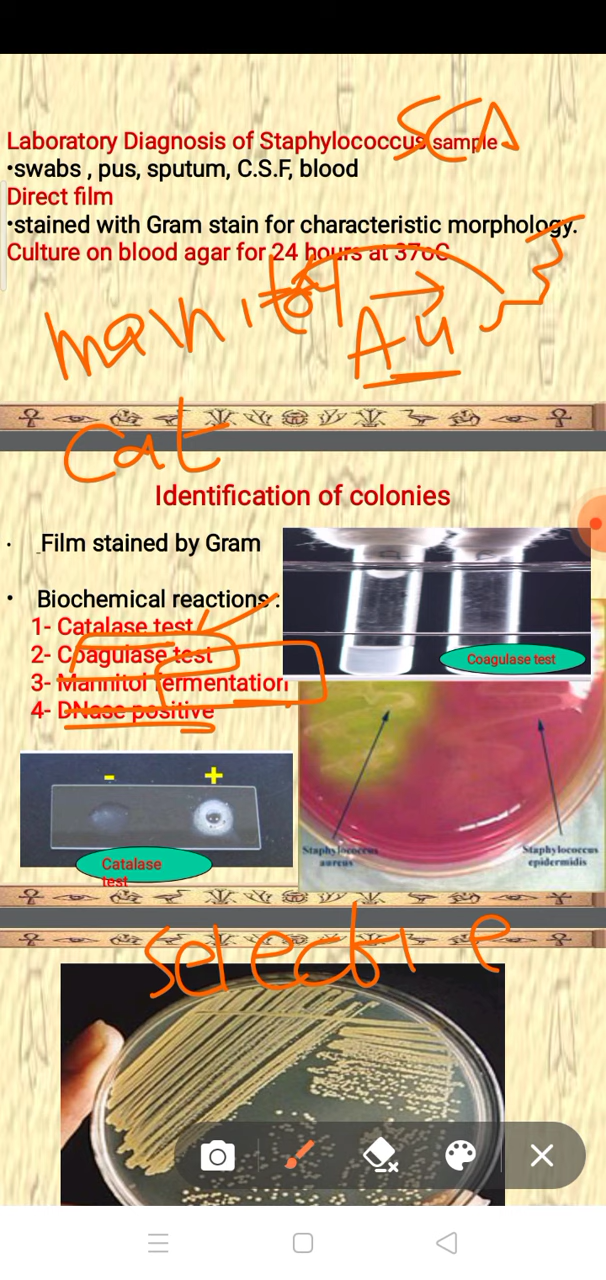 SCA
Laboratory Diagnosis of Staphylococcus sample
•swabs , pus, sputum, C.S.F, blood
Direct film
•stained with Gram stain for characteristic morphology.
Culture on blood agar for 24 hours at 37oC
Au
Cat
Identification of colonies
· Film stained by Gram
• Biochemical reactions :
1- Catalase test
2- Coagulase test
3- Mannitol fermentation
4- DNase positive
Coagulase test
- +
Catalase
test
Staphylococcus
aureus
Staphylococcus
epidermidis
Selective